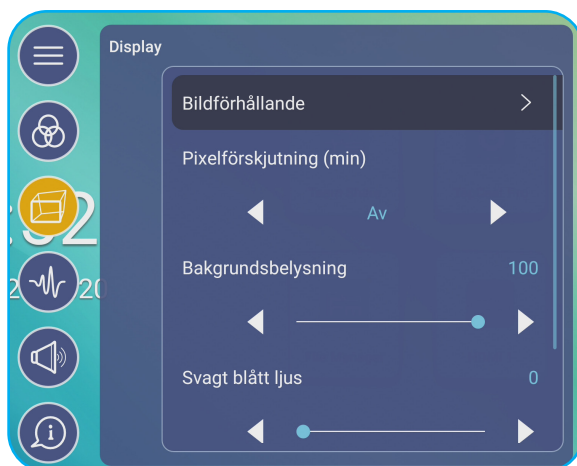 Display
Bildförhållande
Pixelförskjutning (min)
Av
Bakgrundsbelysning 100
Svagt blått ljus 0